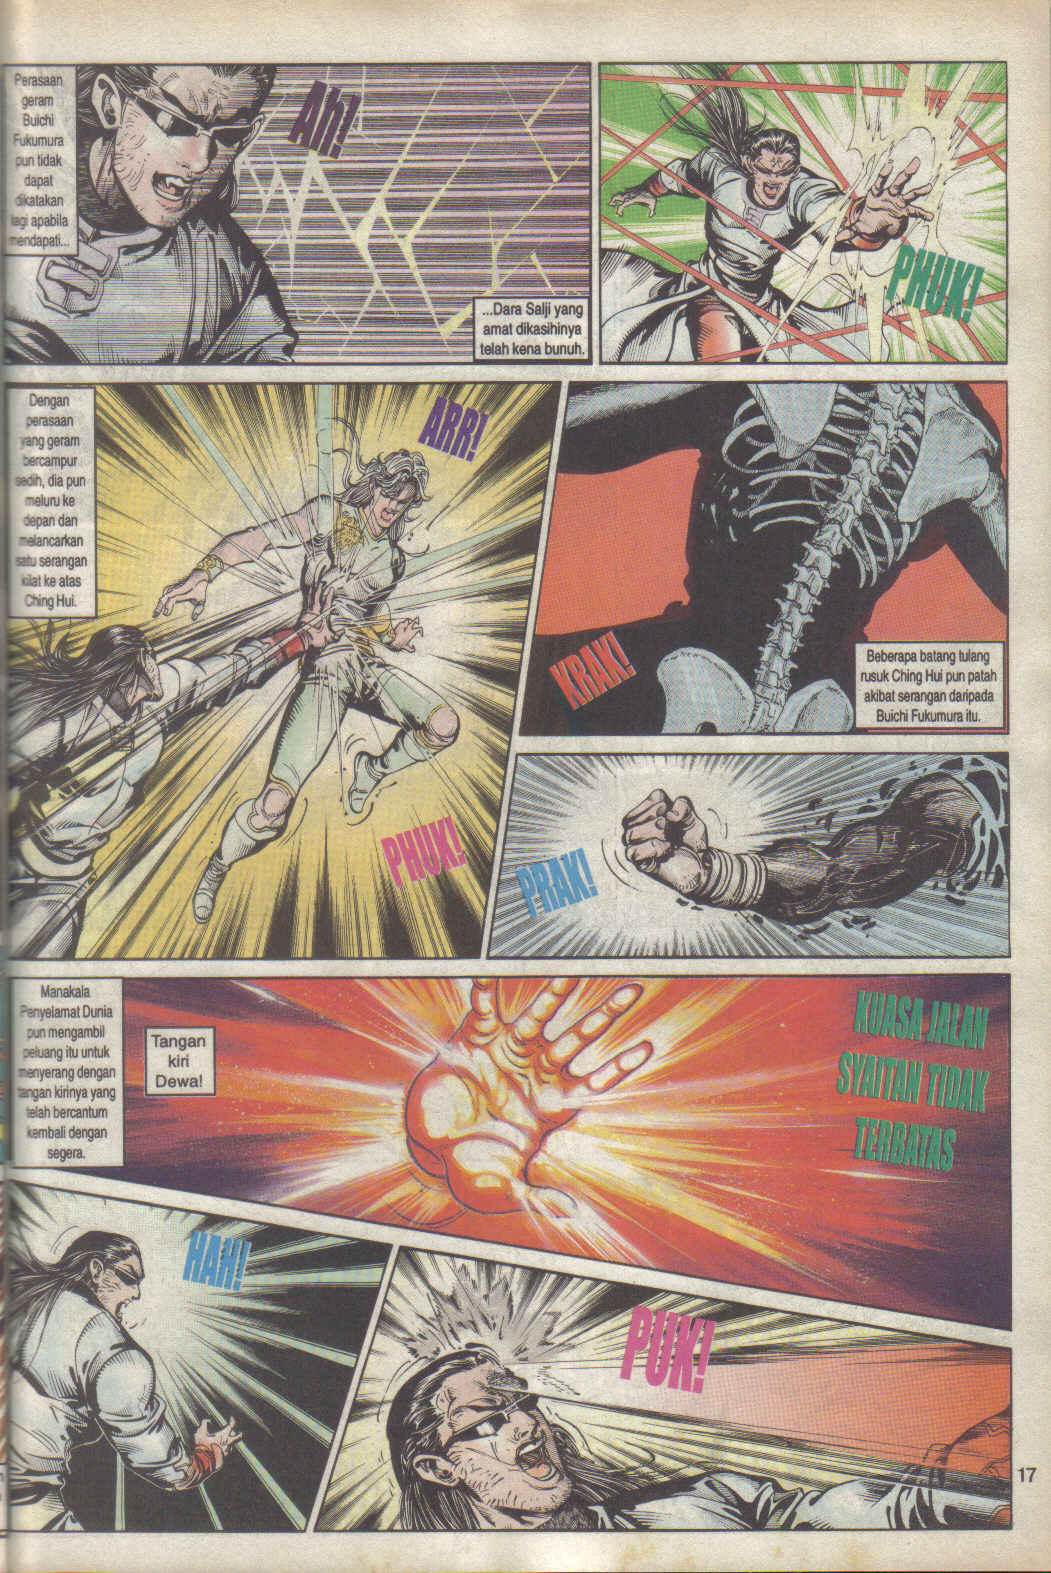 Perasaan
geram
Buichi
Fukumura
pun tidak
dapat
dikatakan
lagi apabila
mendapati...
Ah!
...Dara Salji yang
amat dikasihinya
telah kena bunuh.
PHUK!
Dengan
perasaan
yang geram
bercampur
sedih, dia pun
meluru ke
depan dan
melancarkan
satu serangan
kilat ke atas
Ching Hui.
ARR!
PHUK!
KRAK!
Beberapa batang tulang
rusuk Ching Hui pun patah
akibat serangan daripada
Buichi Fukumura itu.
PRAK!
Manakala
Penyelamat Dunia
pun mengambil
peluang itu untuk
menyerang dengan
tangan kirinya yang
telah bercantum
kembali dengan
segera.
Tangan
kiri
Dewa!
KUASA JALAN
SYAITAN TIDAK
TERBATAS
HAH!
PUK!
17